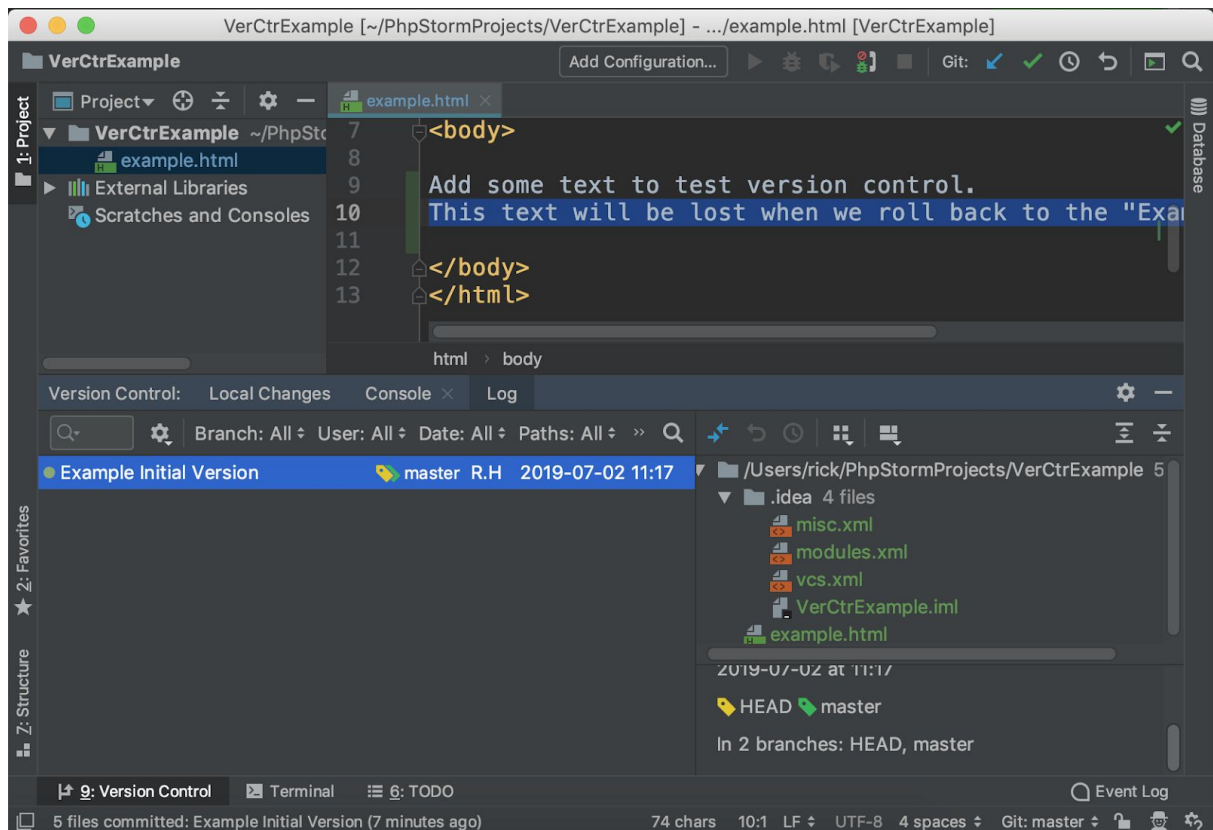 VerCtrExample [~/PhpStormProjects/VerCtrExample] - .../example.html [VerCtrExample]
VerCtrExample
Add Configuration...
Git:
1: Project
Project
example.html
VerCtrExample ~/PhpSto
example.html
External Libraries
Scratches and Consoles
7 <body>
8
9 Add some text to test version control.
10 This text will be lost when we roll back to the "Exa
11
12 </body>
13 </html>
html › body
Database
Version Control: Local Changes Console Log
Branch: All User: All Date: All Paths: All »
Example Initial Version master R.H 2019-07-02 11:17
/Users/rick/PhpStormProjects/VerCtrExample 5
.idea 4 files
misc.xml
modules.xml
vcs.xml
VerCtrExample.iml
example.html
2019-07-02 at 11:17
HEAD master
In 2 branches: HEAD, master
2: Favorites
7: Structure
9: Version Control Terminal 6: TODO Event Log
5 files committed: Example Initial Version (7 minutes ago) 74 chars 10:1 LF UTF-8 4 spaces Git: master